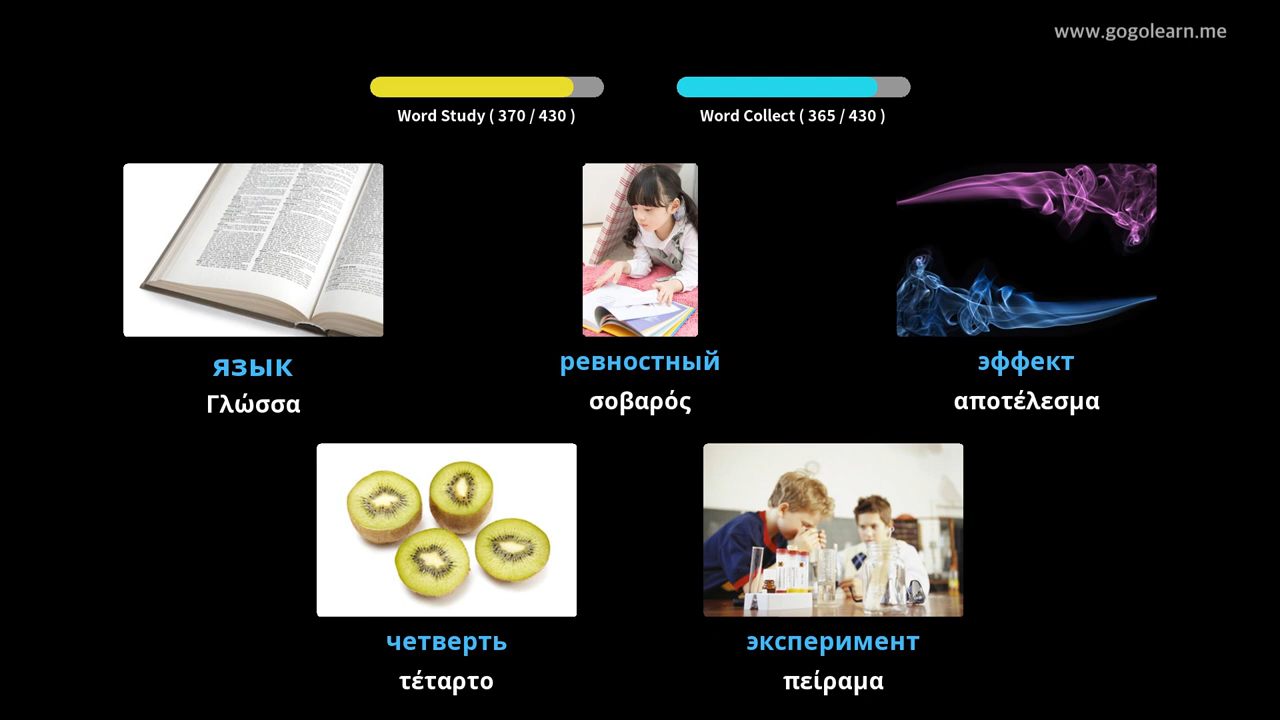 www.gogolearn.me
Word Study ( 370 / 430 )
Word Collect ( 365 / 430 )
язык
Γλώσσα
ревностный
σοβαρός
эффект
αποτέλεσμα
четверть
τέταρτο
эксперимент
πείραμα